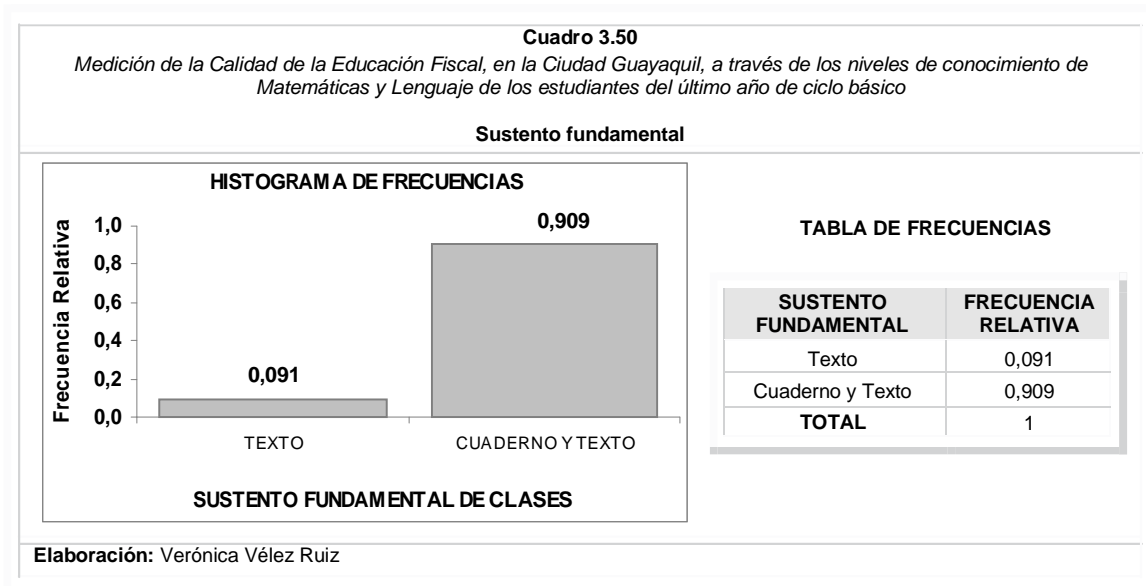 Cuadro 3.50
Medición de la Calidad de la Educación Fiscal, en la Ciudad Guayaquil, a través de los niveles de conocimiento de
Matemáticas y Lenguaje de los estudiantes del último año de ciclo básico
Sustento fundamental
HISTOGRAMA DE FRECUENCIAS
Frecuencia Relativa
1,0
0,8
0,6
0,4
0,2
0,0
0,091
0,909
TEXTO
CUADERNO Y TEXTO
SUSTENTO FUNDAMENTAL DE CLASES
TABLA DE FRECUENCIAS
SUSTENTO FUNDAMENTAL
FRECUENCIA RELATIVA
Texto 0,091
Cuaderno y Texto 0,909
TOTAL 1
Elaboración: Verónica Vélez Ruiz